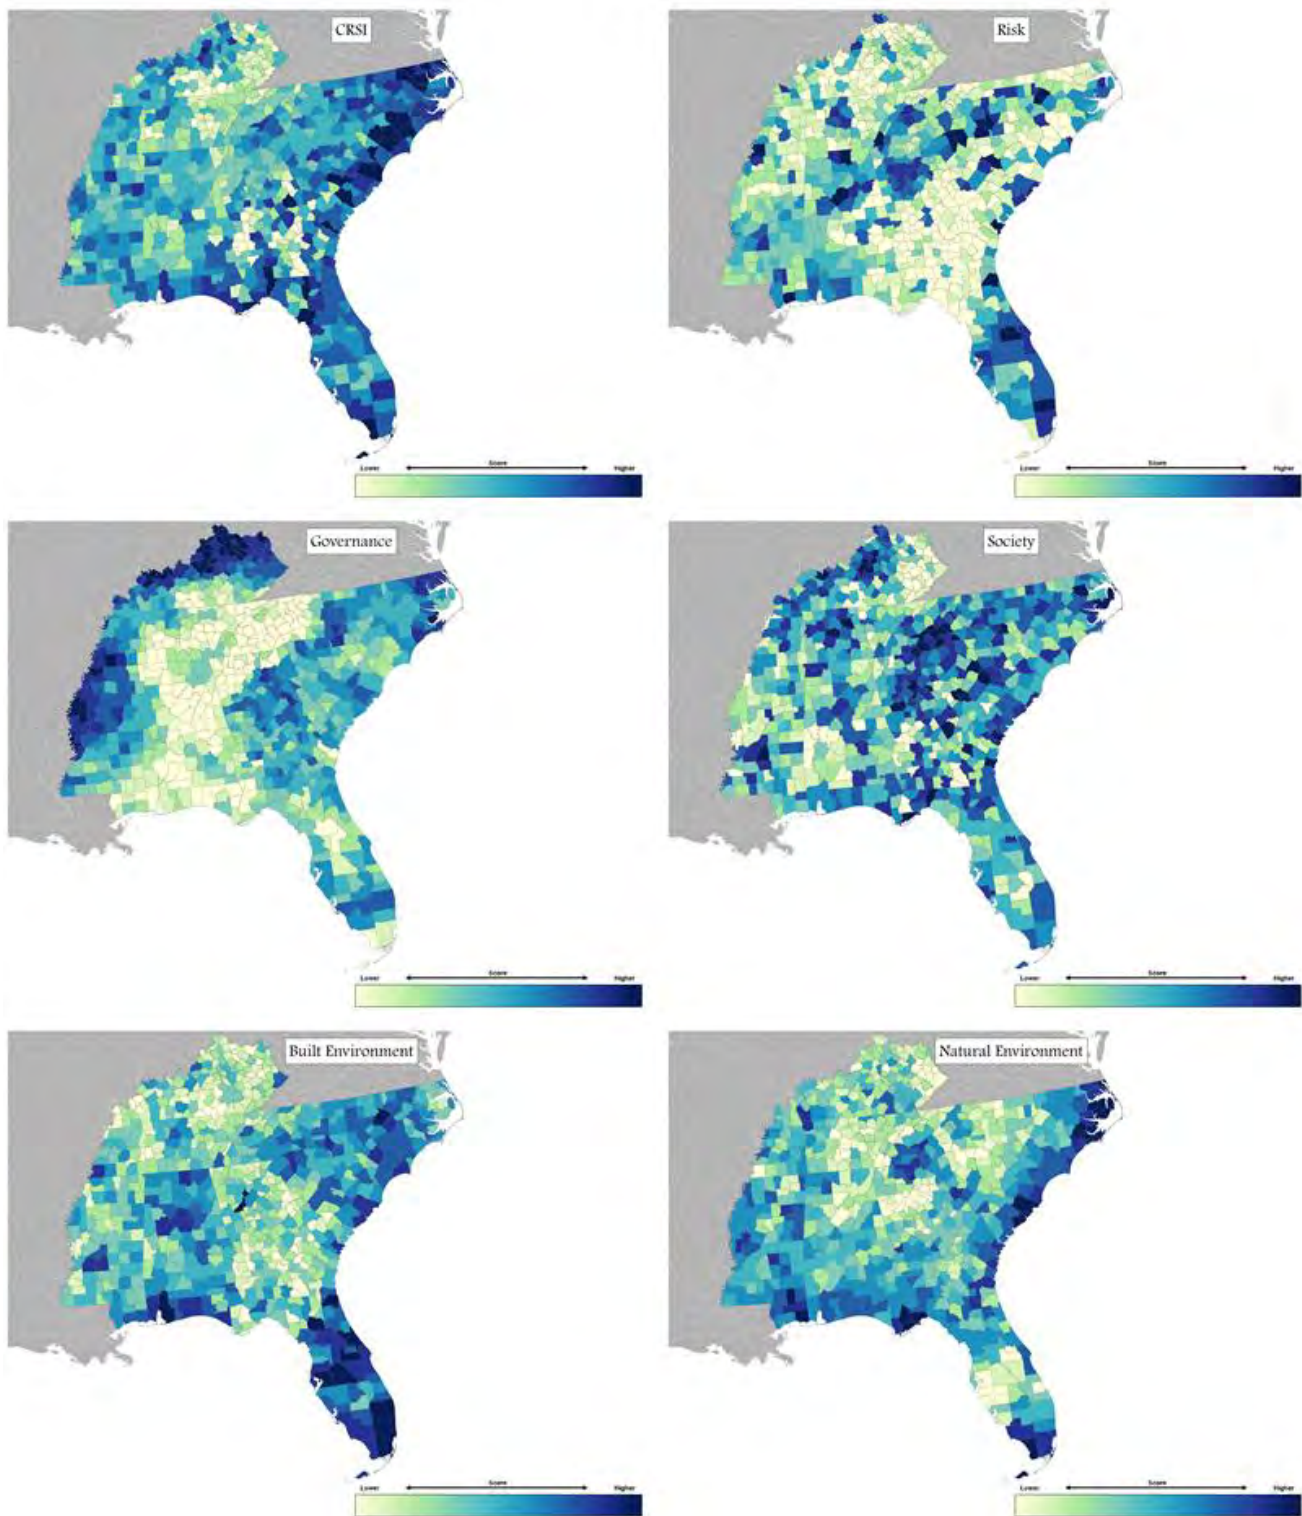 CRSI
Risk
Lower Score Higher
Lower Score Higher
Governance
Society
Lower Score Higher
Lower Score Higher
Built Environment
Natural Environment
Lower Score Higher
Lower Score Higher